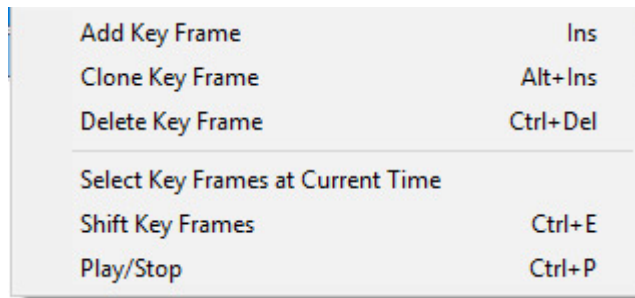 Add Key Frame Ins
Clone Key Frame Alt+Ins
Delete Key Frame Ctrl+Del
Select Key Frames at Current Time
Shift Key Frames Ctrl+E
Play/Stop Ctrl+P